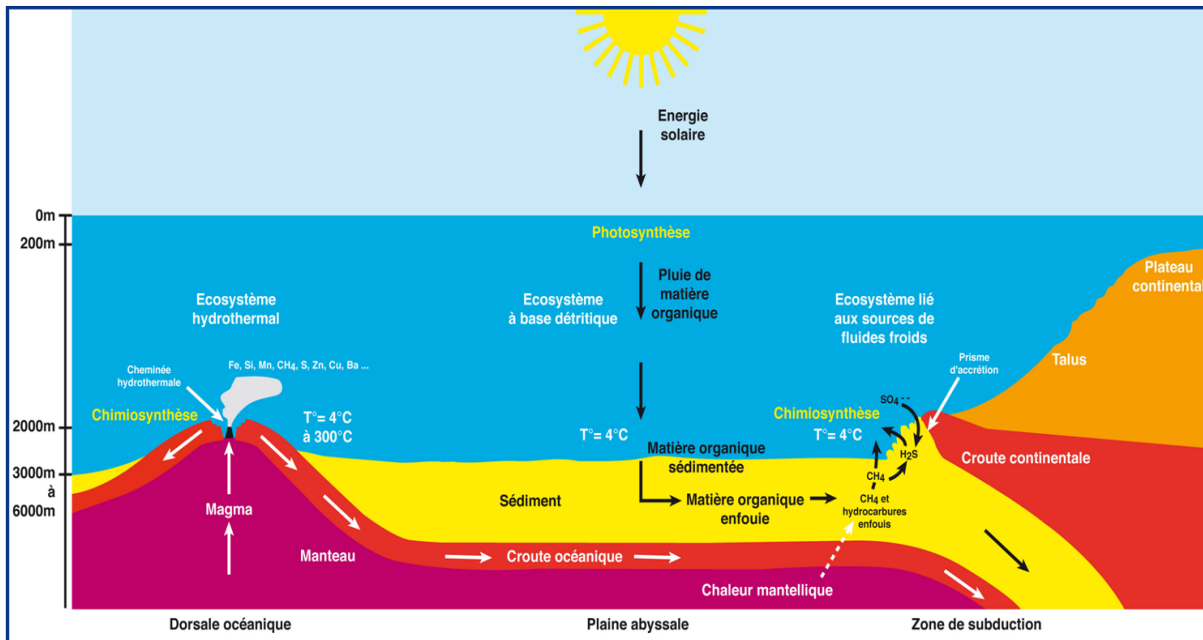 Energie
solaire
0m
200m
Photosynthèse
Pluie de
matière
organique
Plateau
continental
Ecosystème
hydrothermal
Ecosystème
à base détritique
Ecosystème lié
aux sources de
fluides froids
Fe, Si, Mn, CH4, S, Zn, Cu, Ba ...
Cheminée
hydrothermale
Prisme
d'accrétion
Talus
SO4 - -
Chimiosynthèse
T°= 4°C
à 300°C
2000m
T°= 4°C
Chimiosynthèse
T°= 4°C
Matière organique
sédimentée
H2S
CH4
Croute continentale
3000m
à
6000m
Magma
Sédiment
Matière organique
enfouie
CH4 et
hydrocarbures
enfouis
Manteau
Croute océanique
Chaleur mantellique
Dorsale océanique
Plaine abyssale
Zone de subduction